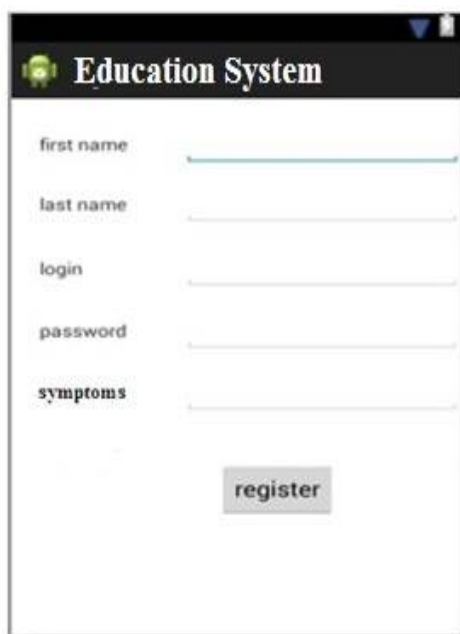 Education System
first name
last name
login
password
symptoms
register